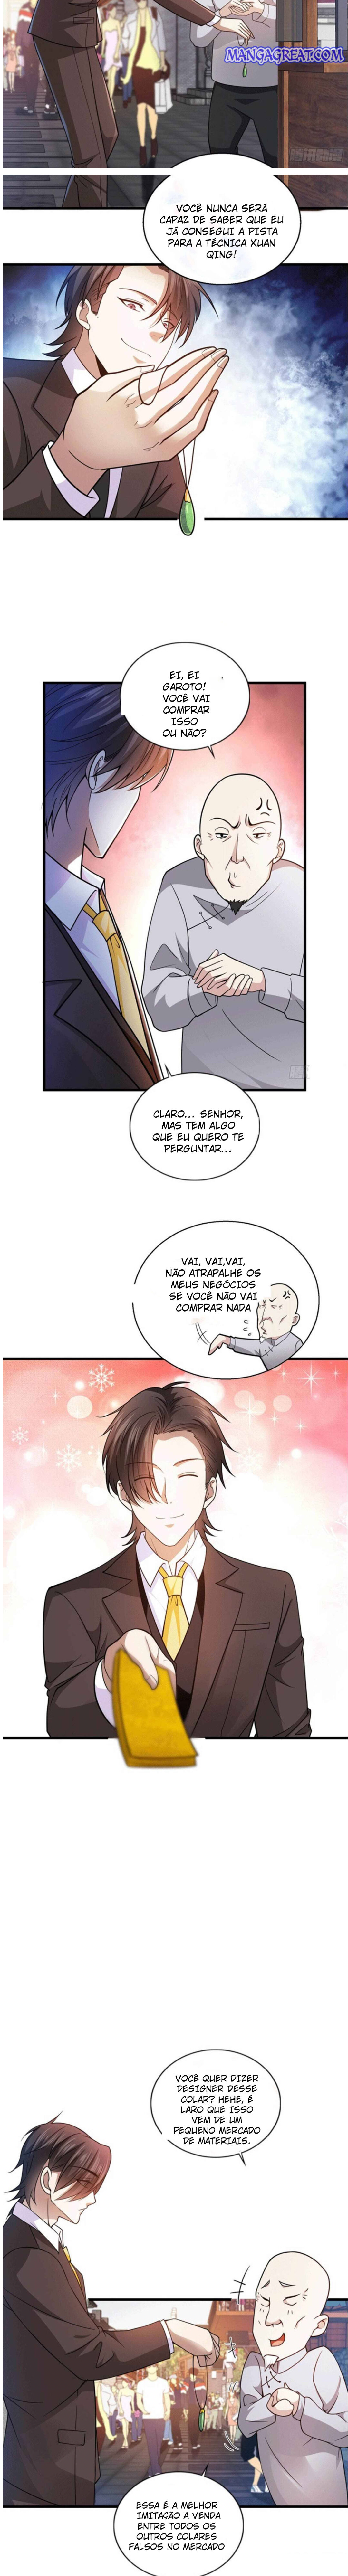 MANGAGREAT.COM
VOCÊ NUNCA SERÁ
CAPAZ DE SABER QUE EU
JÁ CONSEGUI A PISTA
PARA A TÉCNICA XUAN
QING!
EI, EI
GAROTO!
VOCÊ VAI
COMPRAR
ISSO
OU NÃO?
CLARO... SENHOR,
MAS TEM ALGO
QUE EU QUERO TE
PERGUNTAR...
VAI, VAI,VAI,
NÃO ATRAPALHE OS
MEUS NEGÓCIOS
SE VOCÊ NÃO VAI
COMPRAR NADA
VOCÊ QUER DIZER
DESIGNER DESSE
COLAR? HEHE, É
LARO QUE ISSO
VEM DE UM
PEQUENO MERCADO
DE MATERIAIS.
ESSA É A MELHOR
IMITAÇÃO A VENDA
ENTRE TODOS OS
OUTROS COLARES
FALSOS NO MERCADO